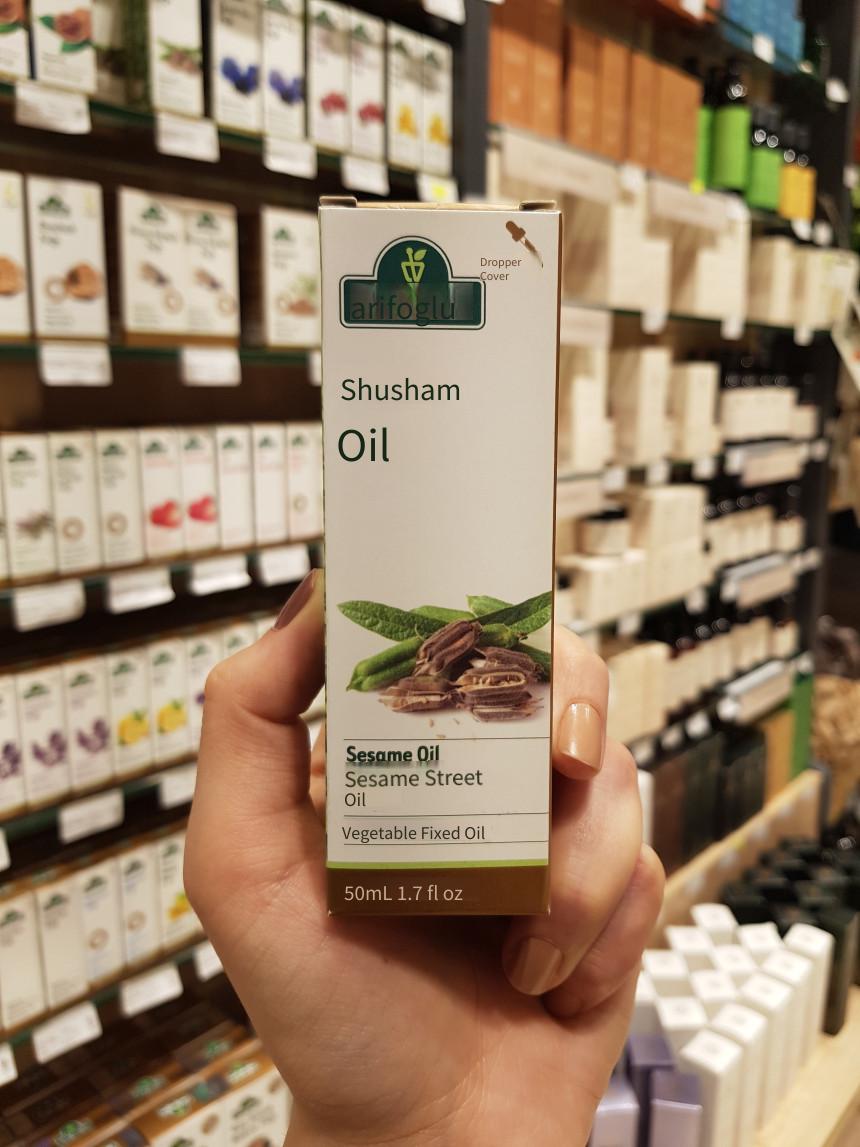 Dropper
Cover
arifoglu
Shusham
Oil
Sesame Oil
Sesame Street
Oil
Vegetable Fixed Oil
50mL 1.7 fl oz